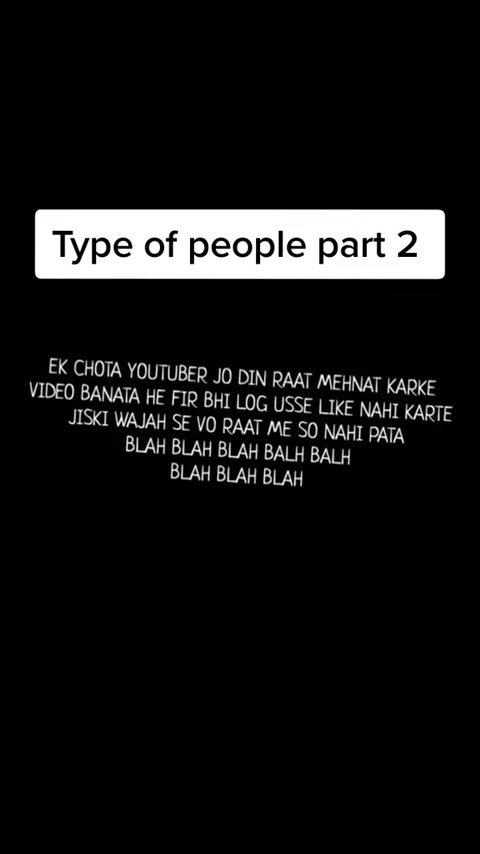 Type of people part 2
EK CHOTA YOUTUBER JO DIN RAAT MEHNAT KARKE
VIDEO BANATA HE FIR BHI LOG USSE LIKE NAHI KARTE
JISKI WAJAH SE VO RAAT ME SO NAHI PATA
BLAH BLAH BLAH BALH BALH
BLAH BLAH BLAH